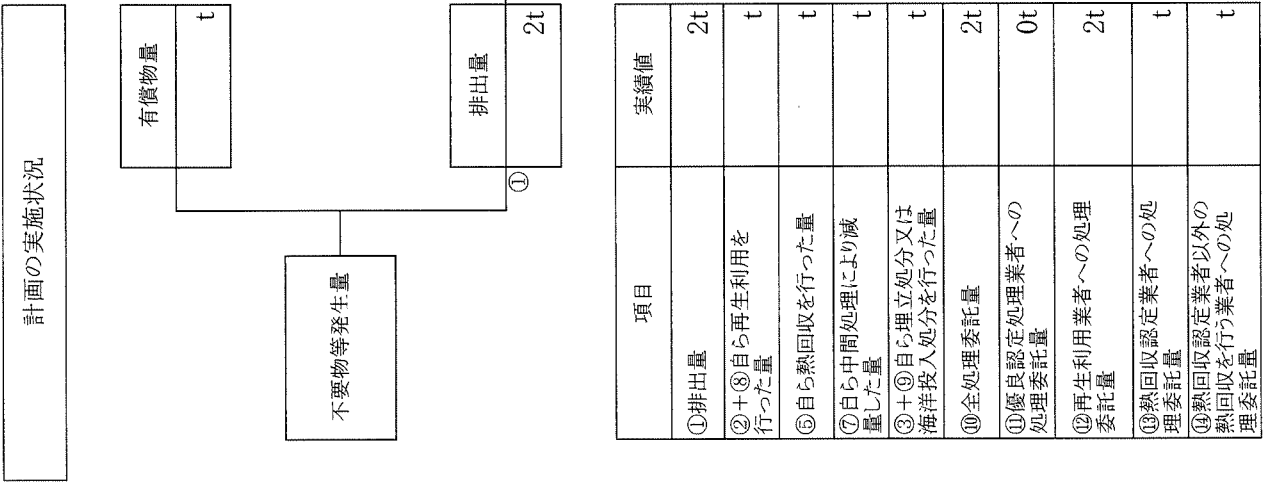 計画の実施状況
有償物量
t
不要物等発生量
排出量
①
2t
項目
実績値
①排出量
2t
②+⑧自ら再生利用を
行った量
t
⑤自ら熱回収を行った量
t
⑦自ら中間処理により減
量した量
t
③+⑨自ら埋立処分又は
海洋投入処分を行った量
t
⑩全処理委託量
2t
⑪優良認定処理業者への
処理委託量
0t
⑫再生利用業者への処理
委託量
2t
⑬熱回収認定業者への処
理委託量
t
⑭熱回収認定業者以外の
熱回収を行う業者への処
理委託量
t